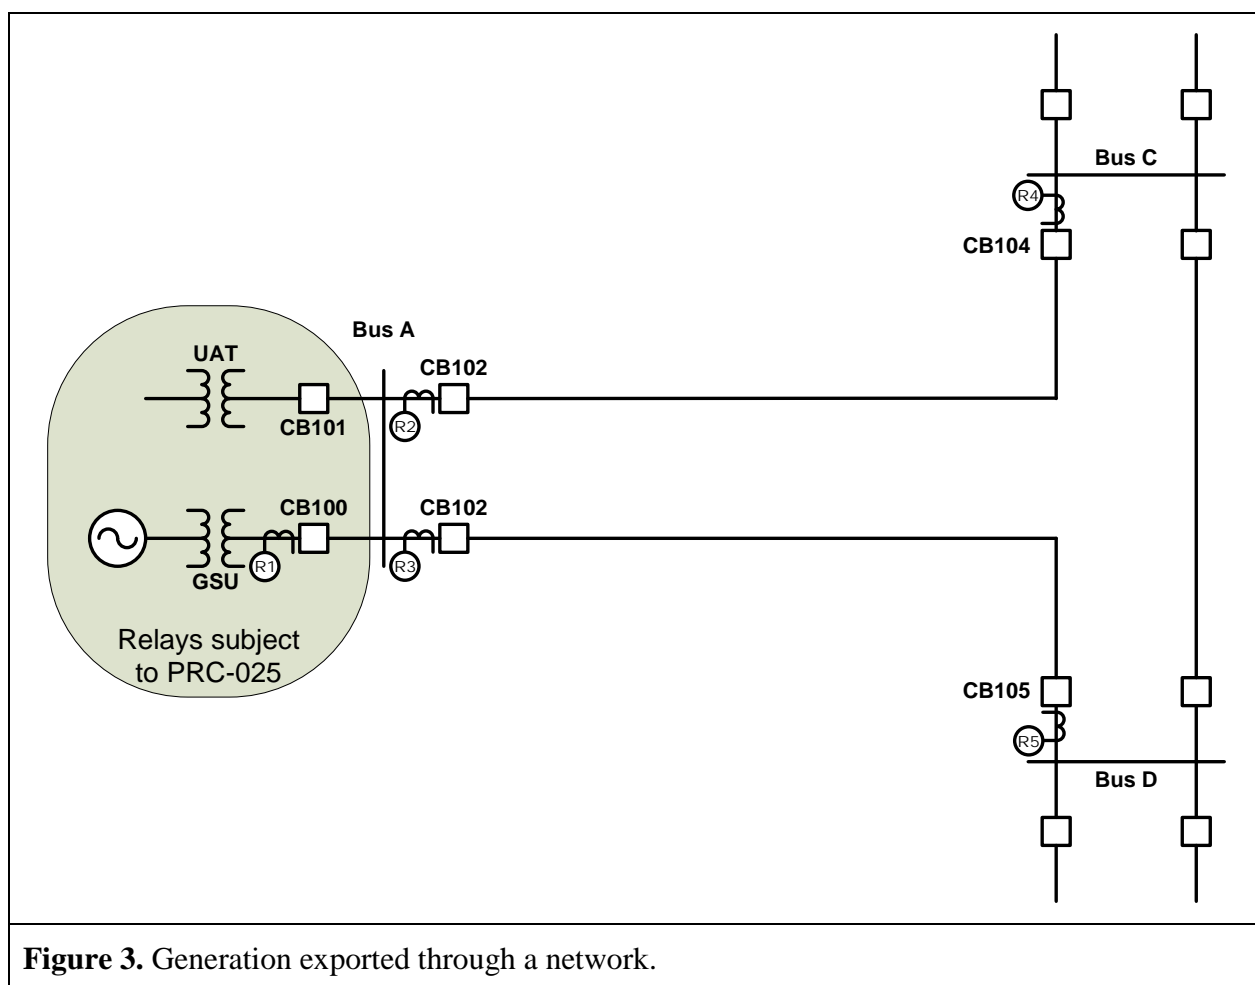 Bus C
R4
CB104
Bus A
UAT
CB102
CB101
R2
CB100
CB102
GSU
R1
R3
Relays subject
to PRC-025
CB105
R5
Bus D
Figure 3. Generation exported through a network.